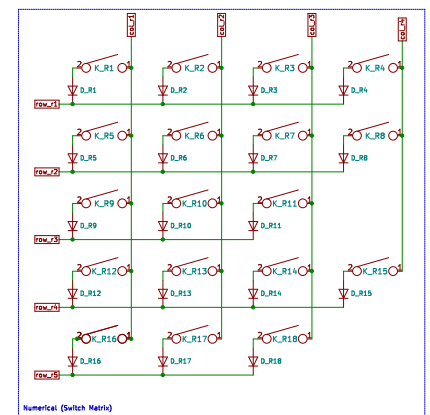 col_r1 col_r2 col_r3 col_r4
2 K_R1 1 2 K_R2 1 2 K_R3 1 2 K_R4 1
D_R1 D_R2 D_R3 D_R4
row_r1
2 K_R5 1 2 K_R6 1 2 K_R7 1 2 K_R8 1
D_R5 D_R6 D_R7 D_R8
row_r2
2 K_R9 1 2 K_R10 1 2 K_R11 1
D_R9 D_R10 D_R11
row_r3
2 K_R12 1 2 K_R13 1 2 K_R14 1 2 K_R15 1
D_R12 D_R13 D_R14 D_R15
row_r4
2 K_R16 1 2 K_R17 1 2 K_R18 1
D_R16 D_R17 D_R18
row_r5
Numerical (Switch Matrix)